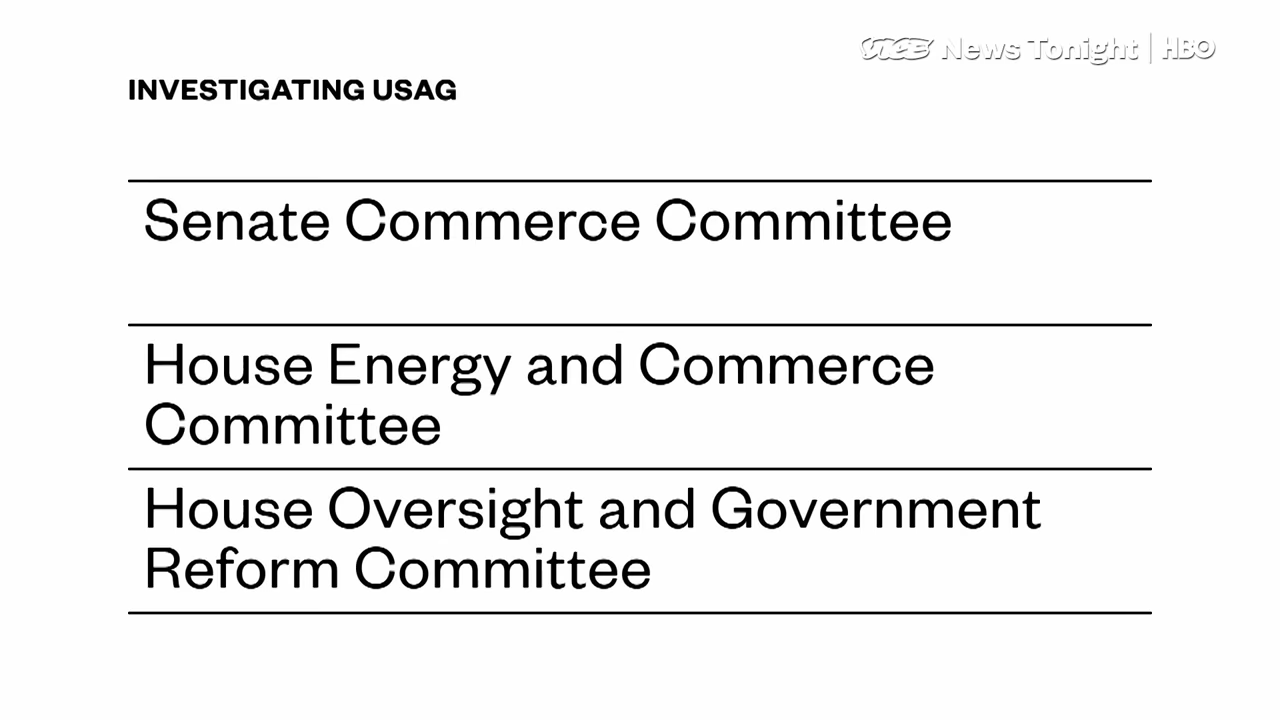 VICE News Tonight | HBO
INVESTIGATING USAG
Senate Commerce Committee
House Energy and Commerce
Committee
House Oversight and Government
Reform Committee